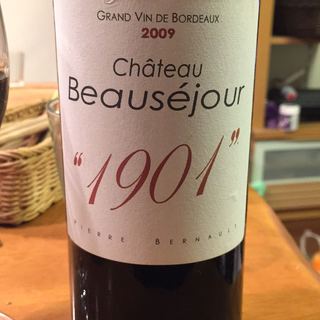 GRAND VIN DE BORDEAUX
2009
Château
Beauséjour
"1901"
PIERRE BERNAULT